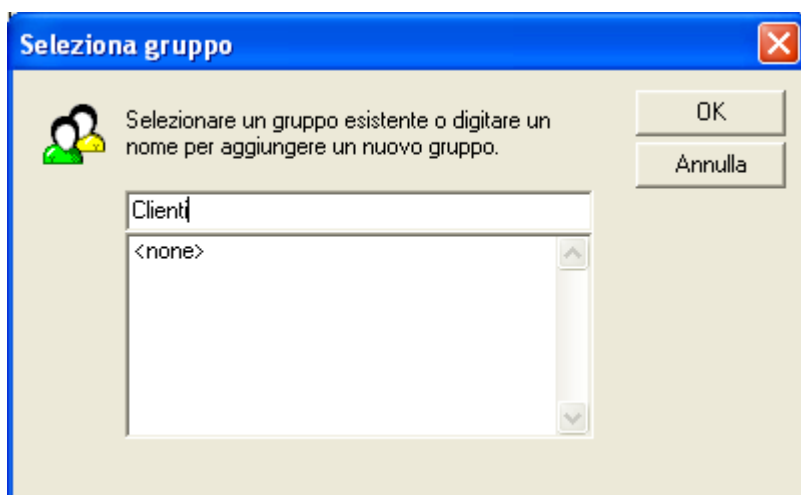 Seleziona gruppo
Selezionare un gruppo esistente o digitare un
nome per aggiungere un nuovo gruppo.
OK
Annulla
Clienti
<none>